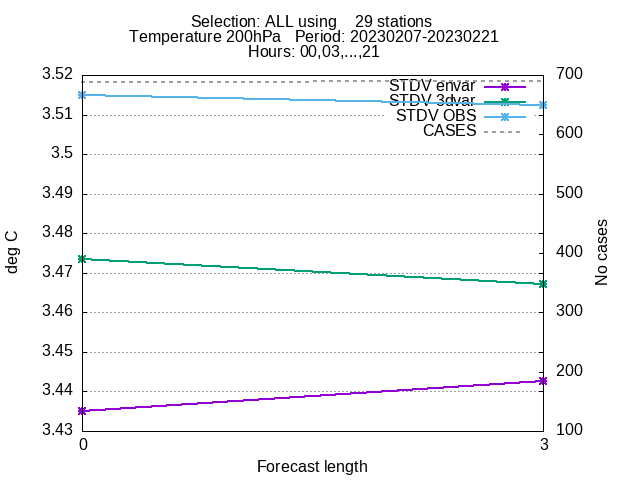 Selection: ALL using    29 stations
Temperature 200hPa   Period: 20230207-20230221
Hours: 00,03,...,21
3.52
3.51
3.5
3.49
3.48
3.47
3.46
3.45
3.44
3.43
700
600
500
400
300
200
100
STDV envar
STDV 3dvar
STDV OBS
CASES
deg C
No cases
0
3
Forecast length